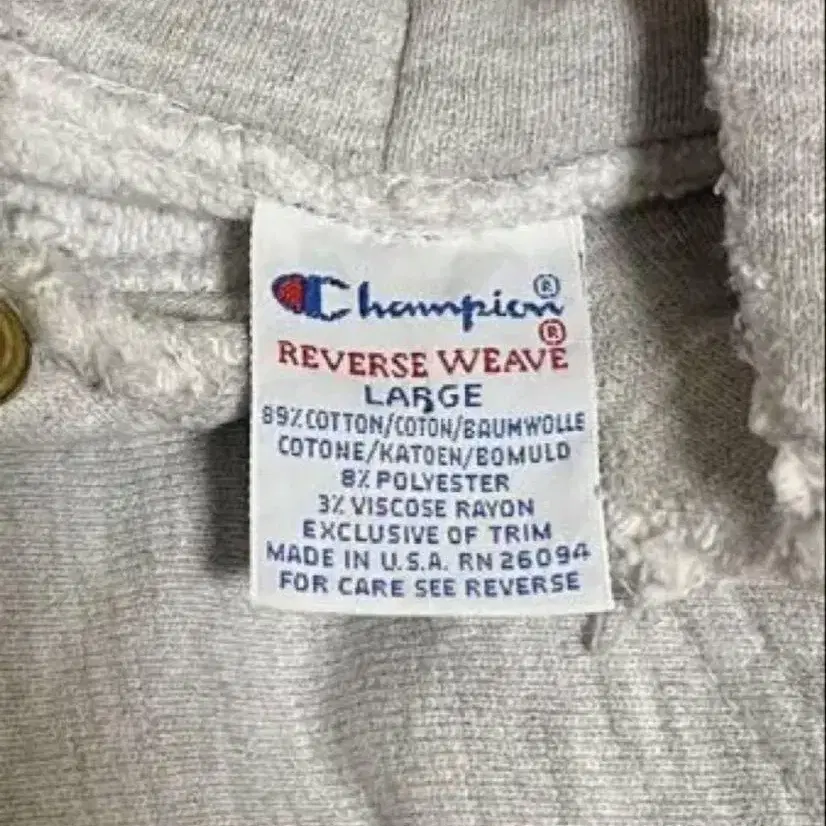 Champion®
REVERSE WEAVE®
LARGE
89% COTTON/COTON/BAUMWOLLE
COTONE/KATOEN/BOMULD
8% POLYESTER
3% VISCOSE RAYON
EXCLUSIVE OF TRIM
MADE IN U.S.A. RN 26094
FOR CARE SEE REVERSE